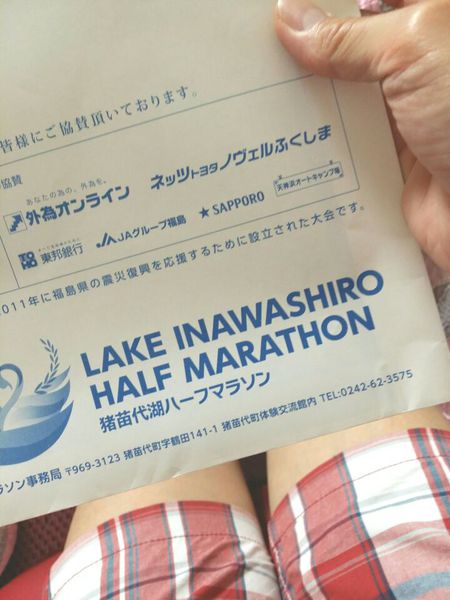 皆様にご協賛頂いております。
協賛
あなたの為の、外為を。
外為オンライン
ネッツトヨタノヴェルふくしま
TOHO 東邦銀行
JAグループ福島
★SAPPORO
天神浜オートキャンプ場
2011年に福島県の震災復興を応援するために設立された大会です。
LAKE INAWASHIRO
HALF MARATHON
猪苗代湖ハーフマラソン
ラソン事務局 〒969-3123 猪苗代町字鶴田141-1 猪苗代町体験交流館内 TEL:0242-62-3575